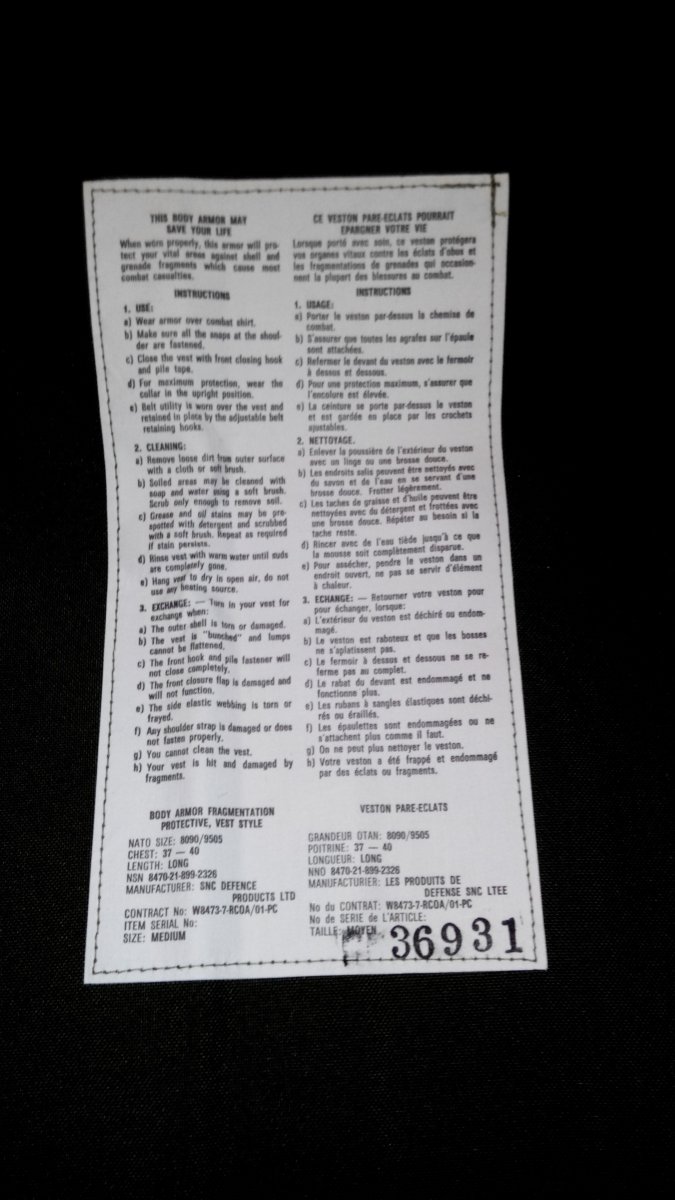 THIS BODY ARMOR MAY
SAVE YOUR LIFE
When worn properly, this armor will pro-
tect your vital areas against shell and
grenade fragments which cause most
combat casualties.
INSTRUCTIONS
1. USE:
a) Wear armor over combat shirt.
b) Make sure all the snaps at the shoul-
der are fastened.
c) Close the vest with front closing hook
and pile tape.
d) For maximum protection, wear the
collar in the upright position.
e) Belt utility is worn over the vest and
retained in place by the adjustable belt
retaining hooks.
2. CLEANING:
a) Remove loose dirt from outer surface
with a cloth or soft brush.
b) Soiled areas may be cleaned with
soap and water using a soft brush.
Scrub only enough to remove soil.
c) Grease and oil stains may be pre-
spotted with detergent and scrubbed
with a soft brush. Repeat as required
if stain persists.
d) Rinse vest with warm water until suds
are completely gone.
e) Hang vest to dry in open air, do not
use any heating source.
3. EXCHANGE: — Turn in your vest for
exchange when:
a) The outer shell is torn or damaged.
b) The vest is "bunched" and lumps
cannot be flattened.
c) The front hook and pile fastener will
not close completely.
d) The front closure flap is damaged and
will not function.
e) The side elastic webbing is torn or
frayed.
f) Any shoulder strap is damaged or does
not fasten properly.
g) You cannot clean the vest.
h) Your vest is hit and damaged by
fragments.
BODY ARMOR FRAGMENTATION
PROTECTIVE, VEST STYLE
NATO SIZE: 8090/9505
CHEST: 37 — 40
LENGTH: LONG
NSN 8470-21-899-2326
MANUFACTURER: SNC DEFENCE
PRODUCTS LTD
CONTRACT No: W8473-7-RCOA/01-PC
ITEM SERIAL No:
SIZE: MEDIUM
CE VESTON PARE-ECLATS POURRAIT
EPARGNER VOTRE VIE
Lorsque porté avec soin, ce veston protégera
vos organes vitaux contre les éclats d'obus et
les fragmentations de grenades qui occasion-
nent la plupart des blessures au combat.
INSTRUCTIONS
1. USAGE:
a) Porter le veston par-dessus la chemise de
combat.
b) S'assurer que toutes les agrafes sur l'épaule
sont attachées.
c) Refermer le devant du veston avec le fermoir
à dessus et dessous.
d) Pour une protection maximum, s'assurer que
l'encolure est élevée.
e) La ceinture se porte par-dessus le veston
et est gardée en place par les crochets
ajustables.
2. NETTOYAGE.
a) Enlever la poussière de l'extérieur du veston
avec un linge ou une brosse douce.
b) Les endroits salis peuvent être nettoyés avec
du savon et de l'eau en se servant d'une
brosse douce. Frotter légèrement.
c) Les taches de graisse et d'huile peuvent être
nettoyées avec du détergent et frottées avec
une brosse douce. Répéter au besoin si la
tache reste.
d) Rincer avec de l'eau tiède jusqu'à ce que
la mousse soit complètement disparue.
e) Pour assécher, pendre le veston dans un
endroit ouvert, ne pas se servir d'élément
à chaleur.
3. ECHANGE: — Retourner votre veston pour
pour échanger, lorsque:
a) L'extérieur du veston est déchiré ou endom-
magé.
b) Le veston est raboteux et que les bosses
ne s'aplatissent pas.
c) Le fermoir à dessus et dessous ne se re-
ferme pas au complet.
d) Le rabat du devant est endommagé et ne
fonctionne plus.
e) Les rubans à sangles élastiques sont déchi-
rés ou éraillés.
f) Les épaulettes sont endommagées ou ne
s'attachent plus comme il faut.
g) On ne peut plus nettoyer le veston.
h) Votre veston a été frappé et endommagé
par des éclats ou fragments.
VESTON PARE-ECLATS
GRANDEUR OTAN: 8090/9505
POITRINE: 37 — 40
LONGUEUR: LONG
NNO 8470-21-899-2326
MANUFACTURIER: LES PRODUITS DE
DEFENSE SNC LTEE
No du CONTRAT: W8473-7-RCOA/01-PC
No de SERIE de L'ARTICLE:
TAILLE: MOYEN
36931